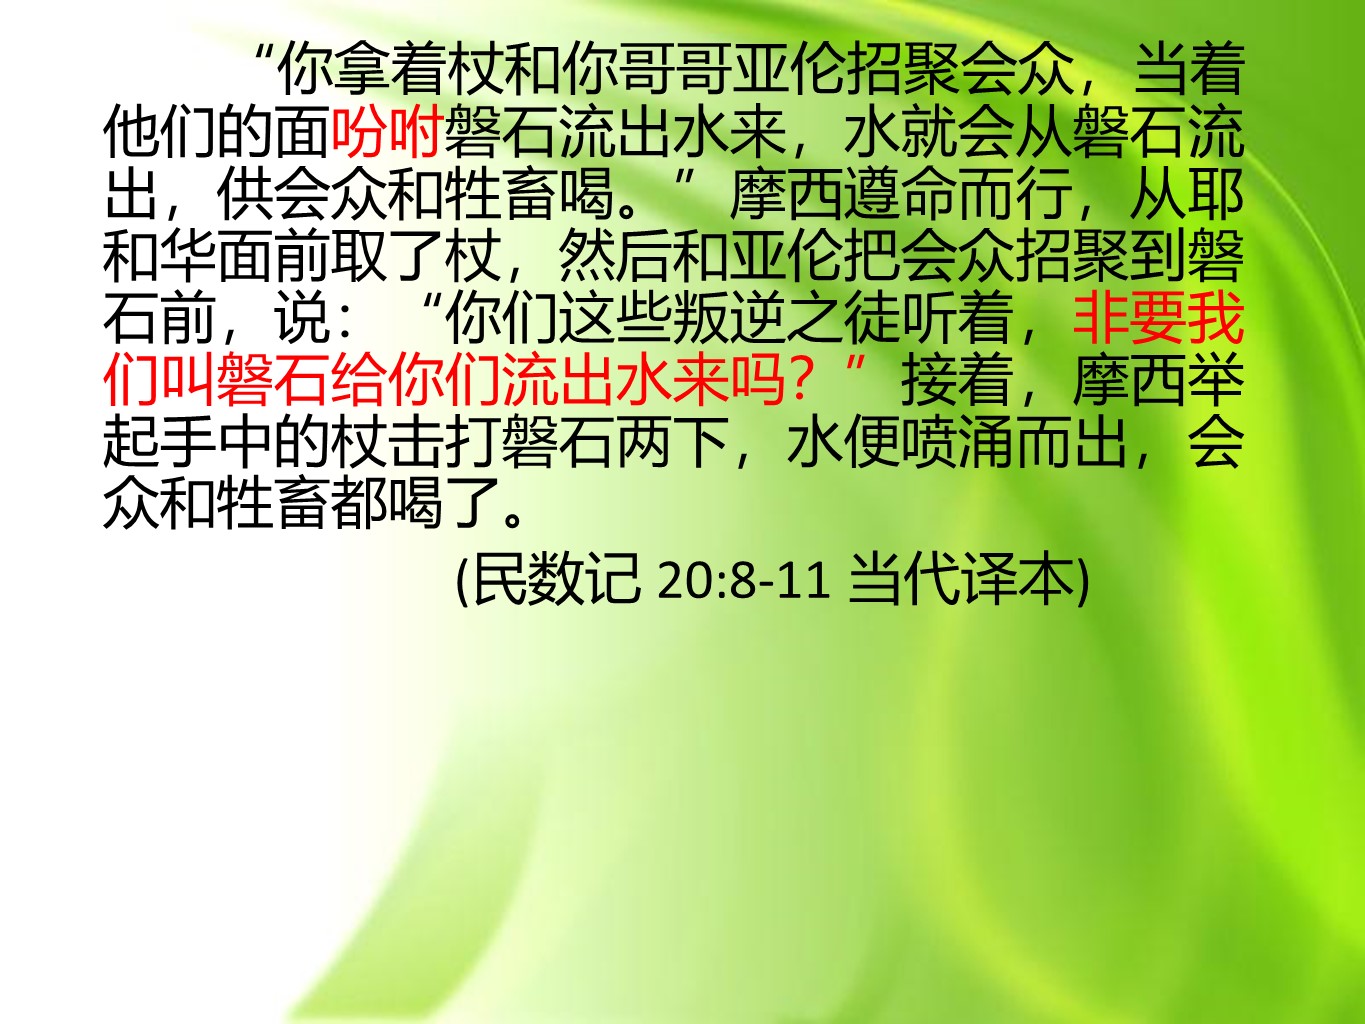 “你拿着杖和你哥哥亚伦招聚会众，当着
他们的面吩咐磐石流出水来，水就会从磐石流
出，供会众和牲畜喝。”摩西遵命而行，从耶
和华面前取了杖，然后和亚伦把会众招聚到磐
石前，说：“你们这些叛逆之徒听着，非要我
们叫磐石给你们流出水来吗？”接着，摩西举
起手中的杖击打磐石两下，水便喷涌而出，会
众和牲畜都喝了。
(民数记 20:8-11 当代译本)